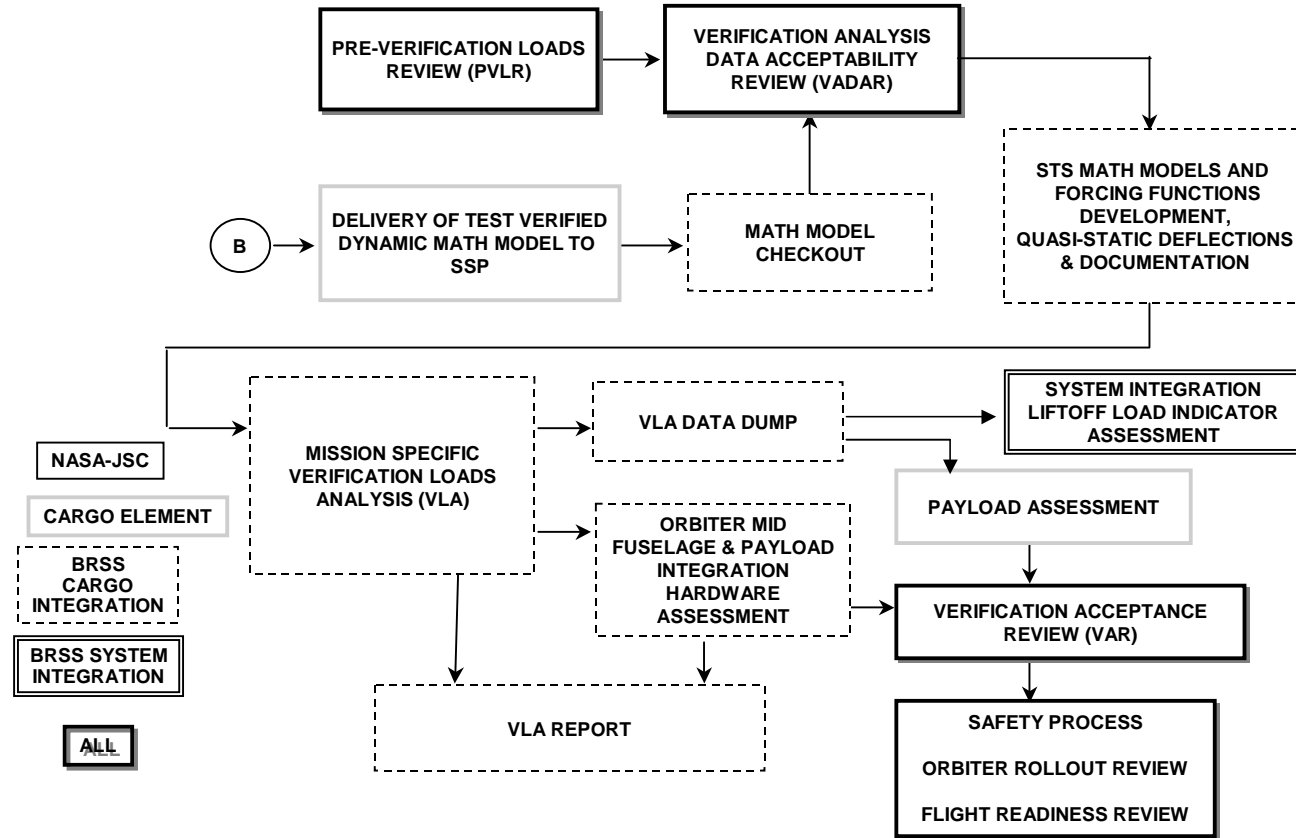 PRE-VERIFICATION LOADS
REVIEW (PVLR)
VERIFICATION ANALYSIS
DATA ACCEPTABILITY
REVIEW (VADAR)
STS MATH MODELS AND
FORCING FUNCTIONS
DEVELOPMENT,
QUASI-STATIC DEFLECTIONS
& DOCUMENTATION
B
DELIVERY OF TEST VERIFIED
DYNAMIC MATH MODEL TO
SSP
MATH MODEL
CHECKOUT
MISSION SPECIFIC
VERIFICATION LOADS
ANALYSIS (VLA)
VLA DATA DUMP
SYSTEM INTEGRATION
LIFTOFF LOAD INDICATOR
ASSESSMENT
PAYLOAD ASSESSMENT
ORBITER MID
FUSELAGE & PAYLOAD
INTEGRATION
HARDWARE
ASSESSMENT
VERIFICATION ACCEPTANCE
REVIEW (VAR)
VLA REPORT
SAFETY PROCESS
ORBITER ROLLOUT REVIEW
FLIGHT READINESS REVIEW
NASA-JSC
CARGO ELEMENT
BRSS
CARGO
INTEGRATION
BRSS SYSTEM
INTEGRATION
ALL